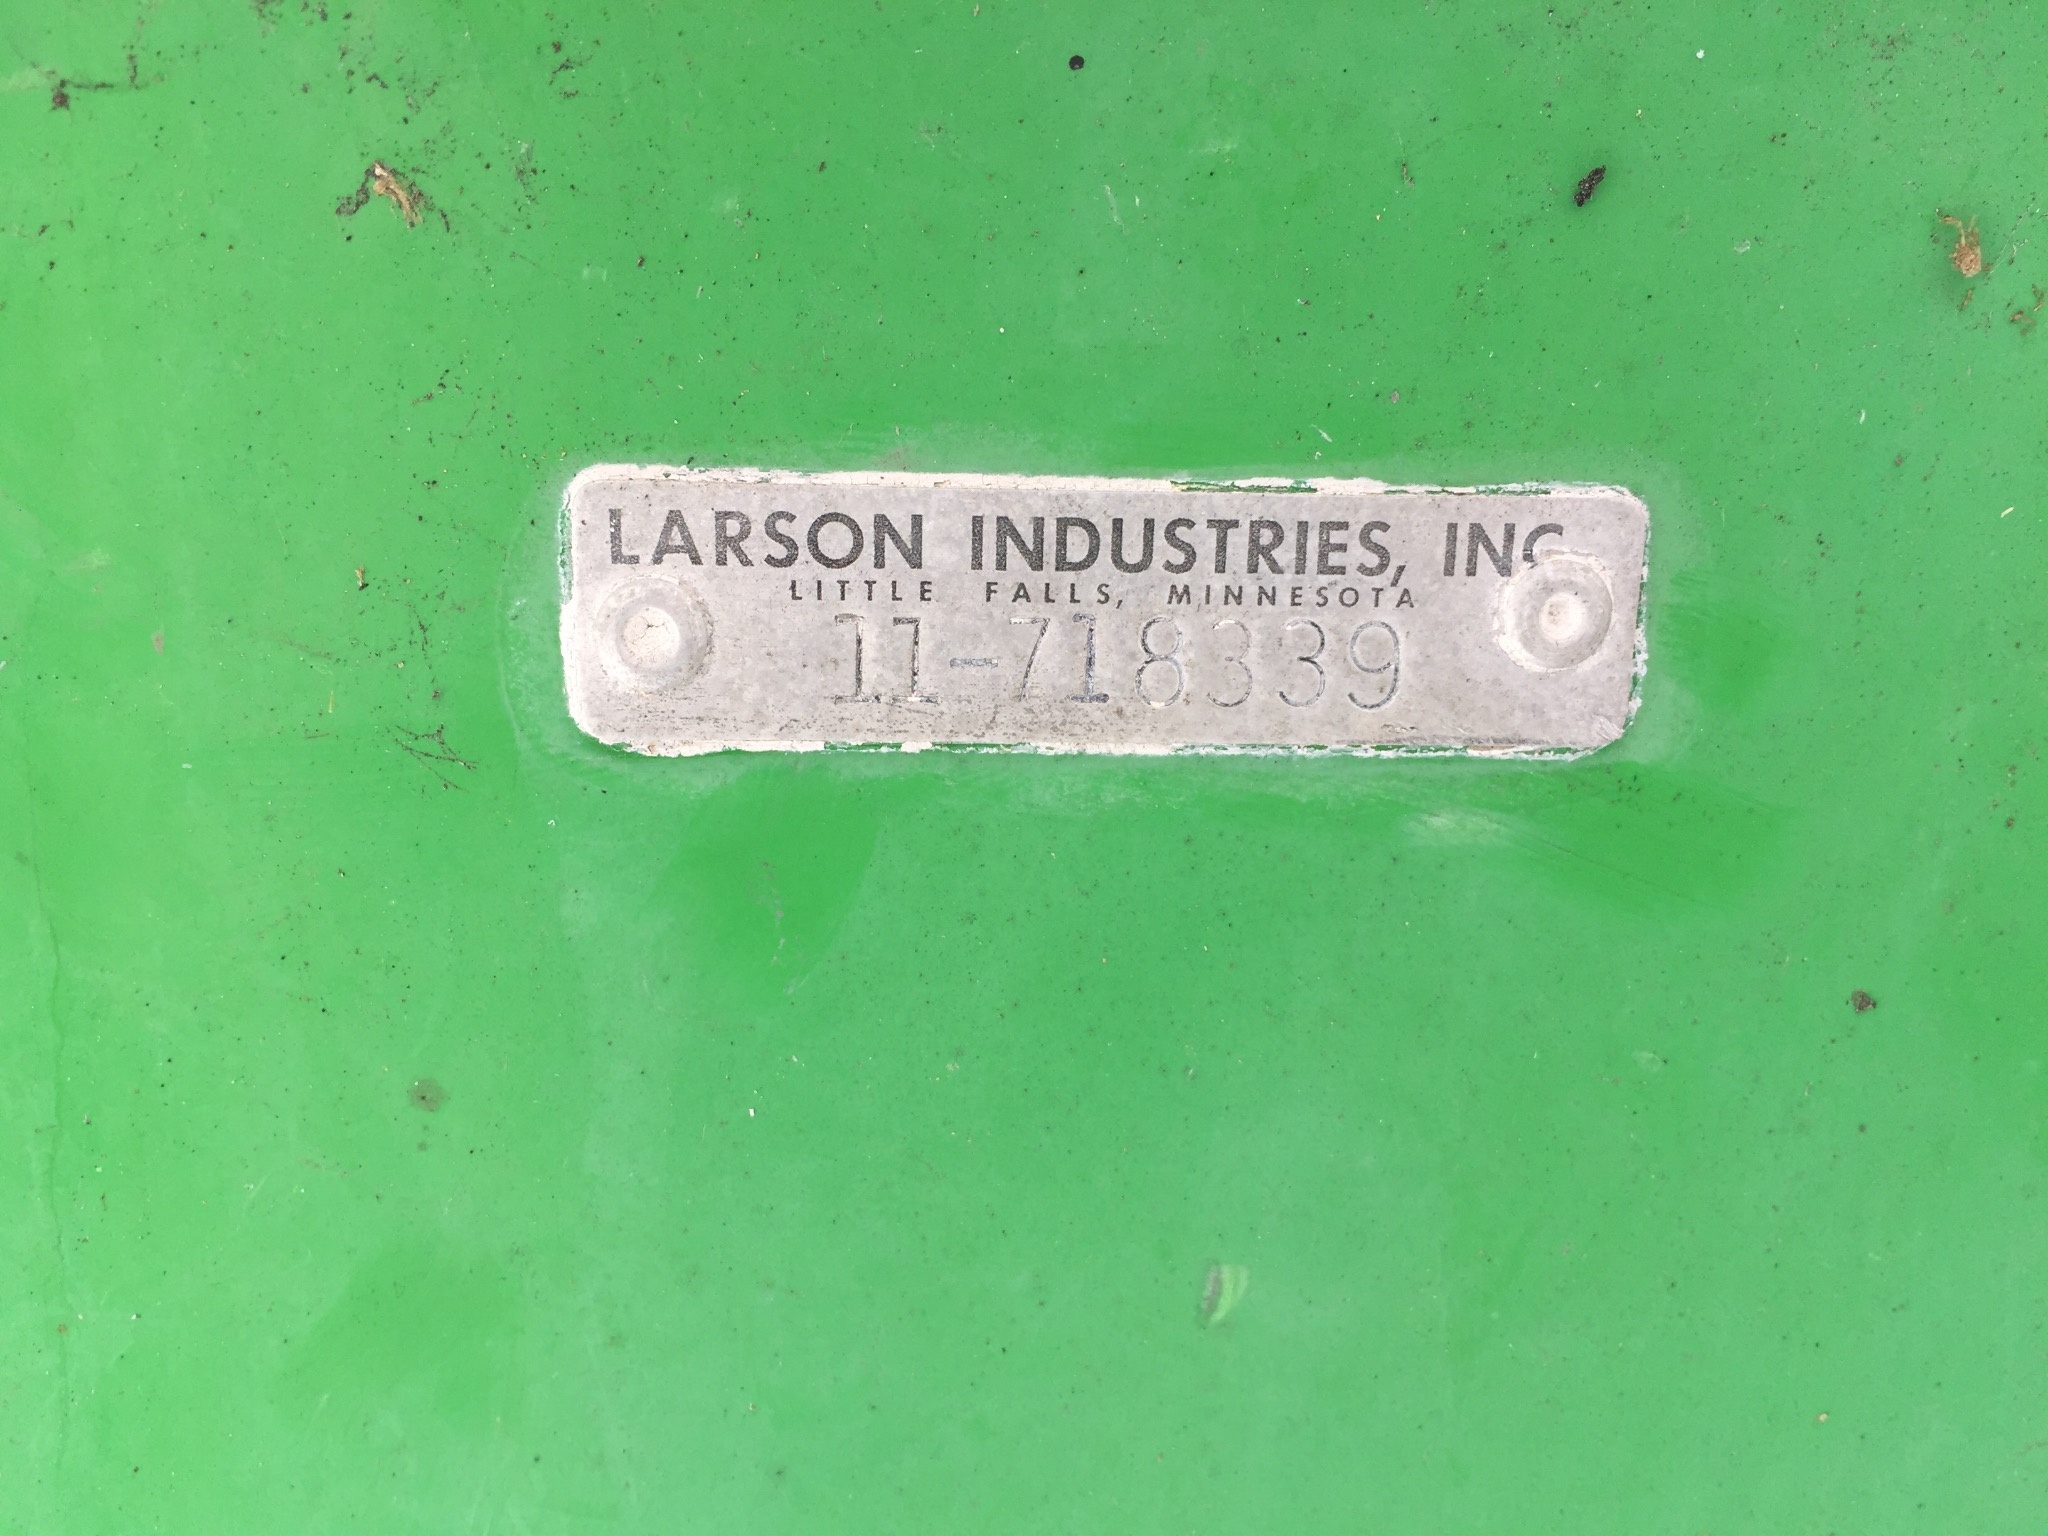 LARSON INDUSTRIES, INC
LITTLE FALLS, MINNESOTA
11-718339